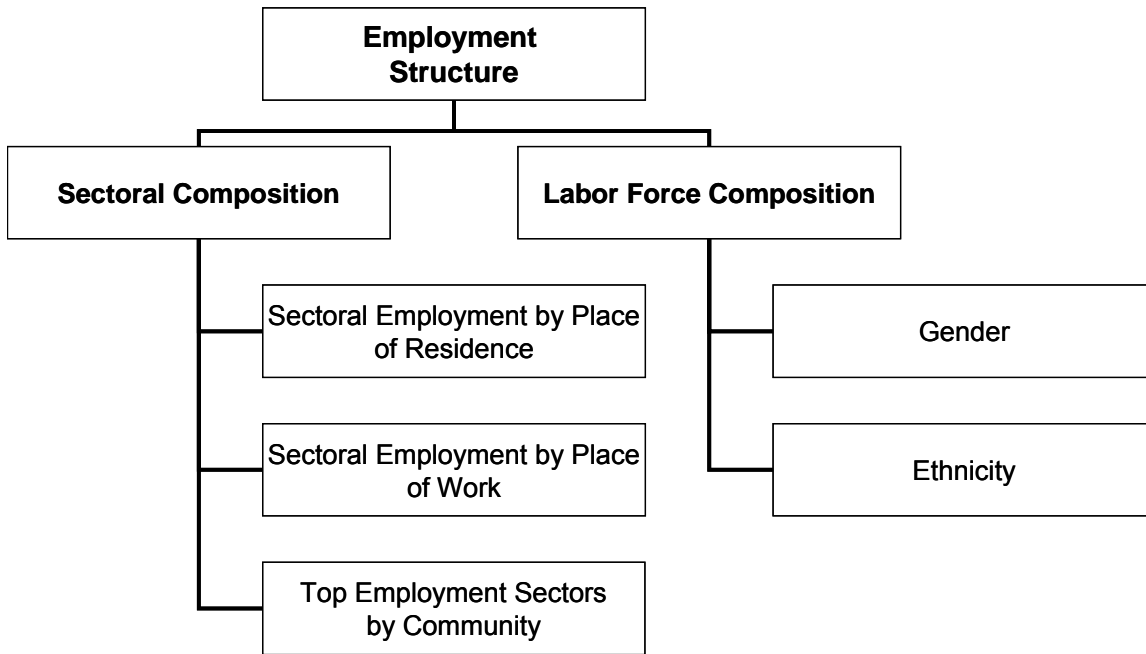 Employment
Structure
Sectoral Composition
Labor Force Composition
Sectoral Employment by Place
of Residence
Gender
Sectoral Employment by Place
of Work
Ethnicity
Top Employment Sectors
by Community